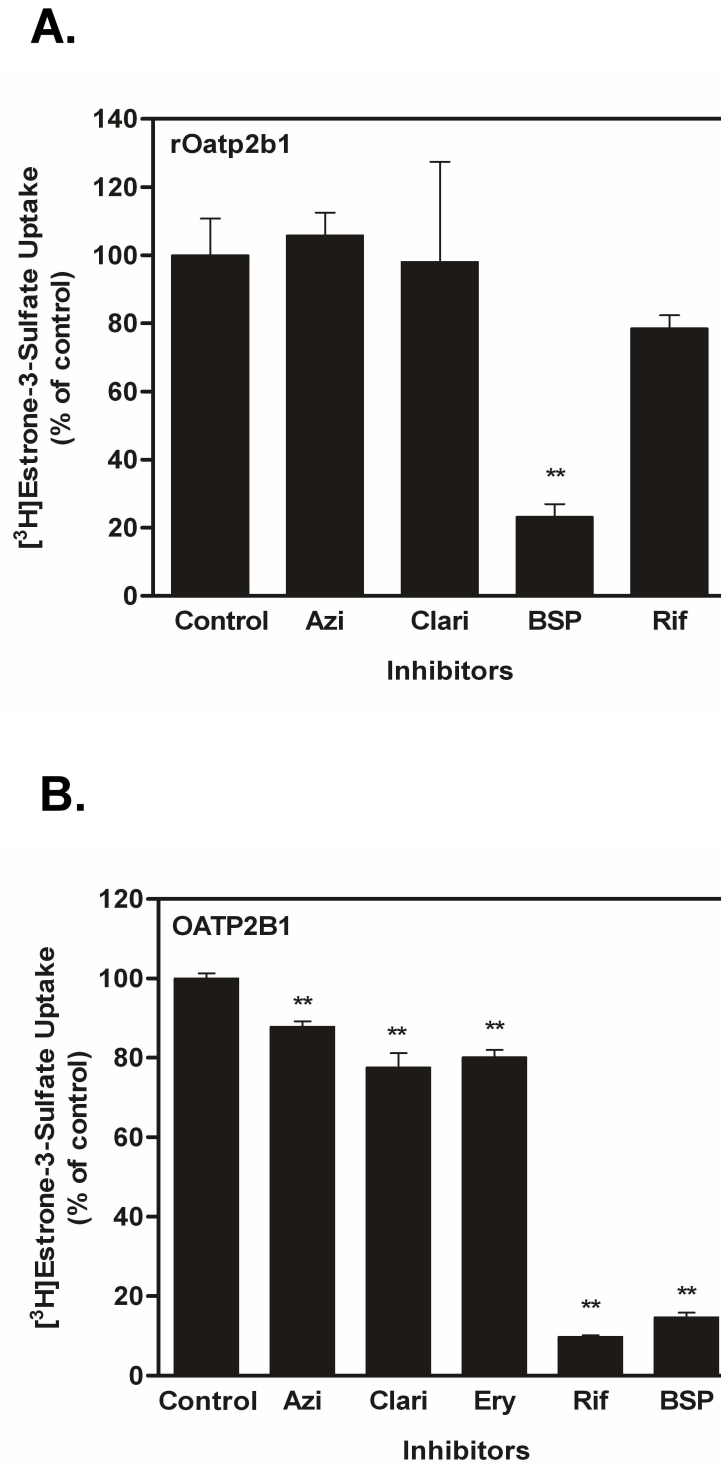 A.
140
rOatp2b1
120
100
80
60
40
20
0
[³H]Estrone-3-Sulfate Uptake
(% of control)
**
Control Azi Clari BSP Rif
Inhibitors
B.
120
OATP2B1
100
80
60
40
20
0
[³H]Estrone-3-Sulfate Uptake
(% of control)
** ** ** ** **
Control Azi Clari Ery Rif BSP
Inhibitors